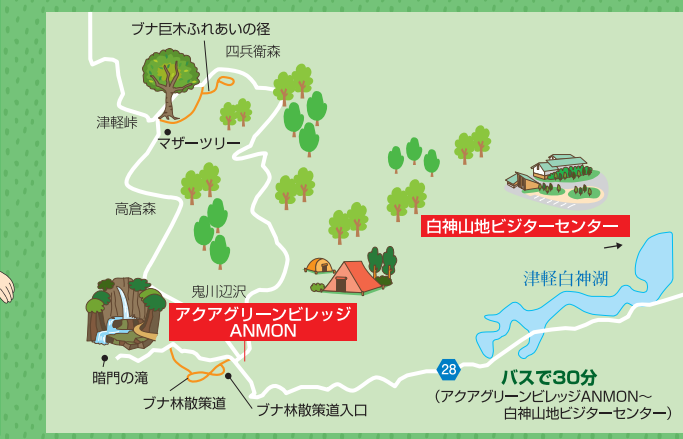 ブナ巨木ふれあいの径
四兵衛森
津軽峠
マザーツリー
高倉森
白神山地ビジターセンター
鬼川辺沢
津軽白神湖
アクアグリーンビレッジ
ANMON
28
暗門の滝
バスで30分
ブナ林散策道
ブナ林散策道入口
（アクアグリーンビレッジANMON〜
白神山地ビジターセンター）